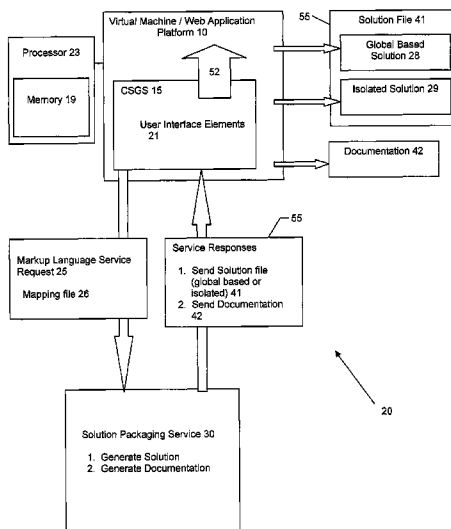 Virtual Machine / Web Application
Platform 10
55
Solution File 41
Global Based
Solution 28
Isolated Solution 29
Processor 23
Memory 19
52
CSGS 15
User Interface Elements
21
Documentation 42
55
Markup Language Service
Request 25
Mapping file 26
Service Responses
1. Send Solution file
(global based or
isolated) 41
2. Send Documentation
42
20
Solution Packaging Service 30
1. Generate Solution
2. Generate Documentation